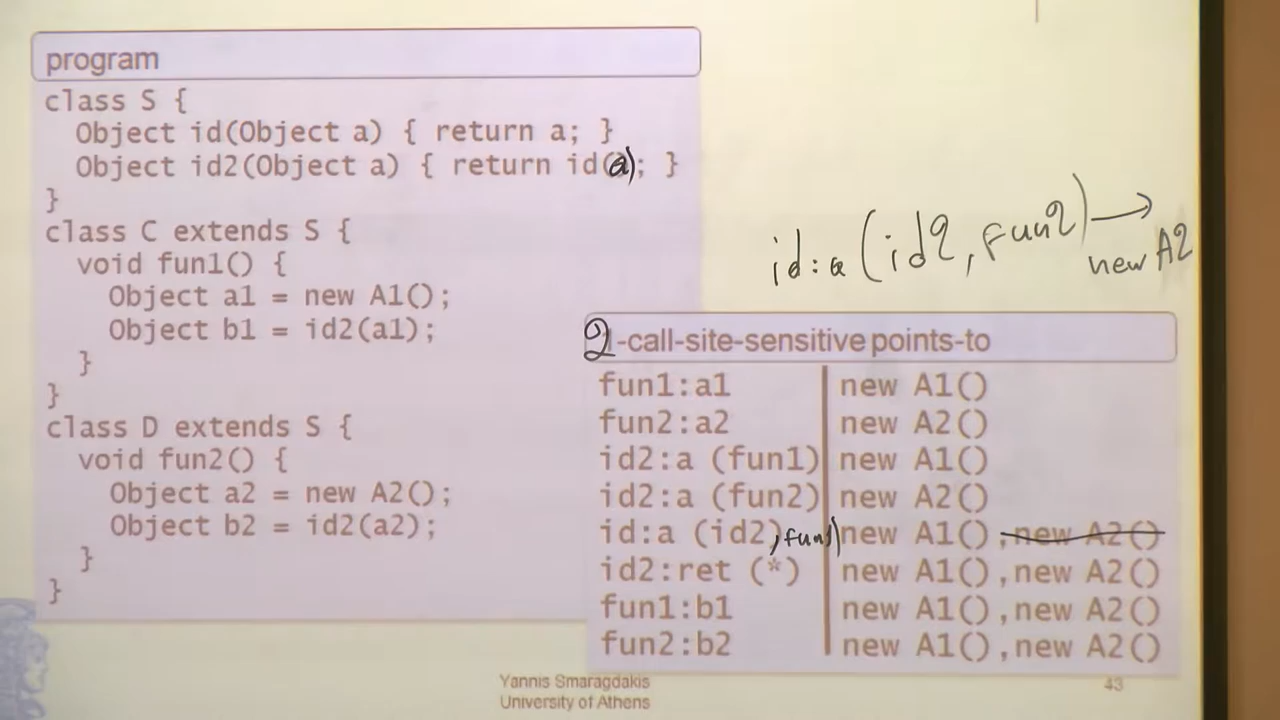 program
class S {
Object id(Object a) { return a; }
Object id2(Object a) { return id(a); }
}
class C extends S {
void fun1() {
Object a1 = new A1();
Object b1 = id2(a1);
}
}
class D extends S {
void fun2() {
Object a2 = new A2();
Object b2 = id2(a2);
}
}
id:a (id2, fun2) →
new A2
2-call-site-sensitive points-to
fun1:a1 new A1()
fun2:a2 new A2()
id2:a (fun1) new A1()
id2:a (fun2) new A2()
id:a (id2, fun1) new A1() , new A2()
id2:ret (*) new A1() , new A2()
fun1:b1 new A1() , new A2()
fun2:b2 new A1() , new A2()
Yannis Smaragdakis
University of Athens
43